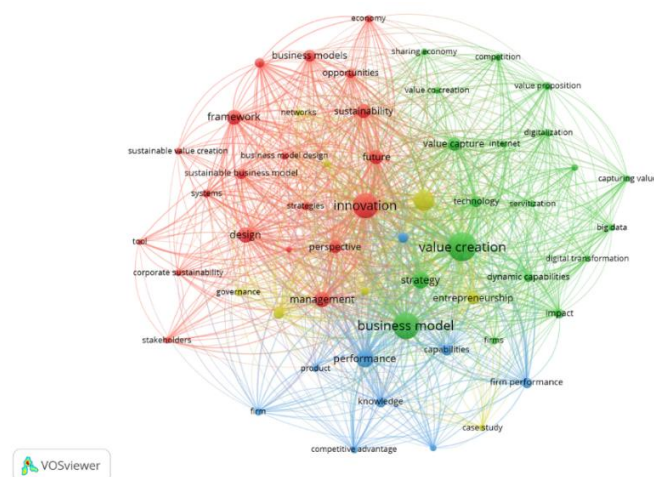 economy
business models
sharing economy
competition
opportunities
value co-creation
value proposition
networks
sustainability
framework
digitalization
value capture
internet
sustainable value creation
business model design
future
sustainable business model
capturing value
systems
strategies
innovation
technology
servitization
design
big data
tool
perspective
value creation
digital transformation
corporate sustainability
strategy
dynamic capabilities
governance
management
entrepreneurship
impact
business model
stakeholders
firms
performance
capabilities
product
firm performance
knowledge
firm
case study
competitive advantage
VOSviewer